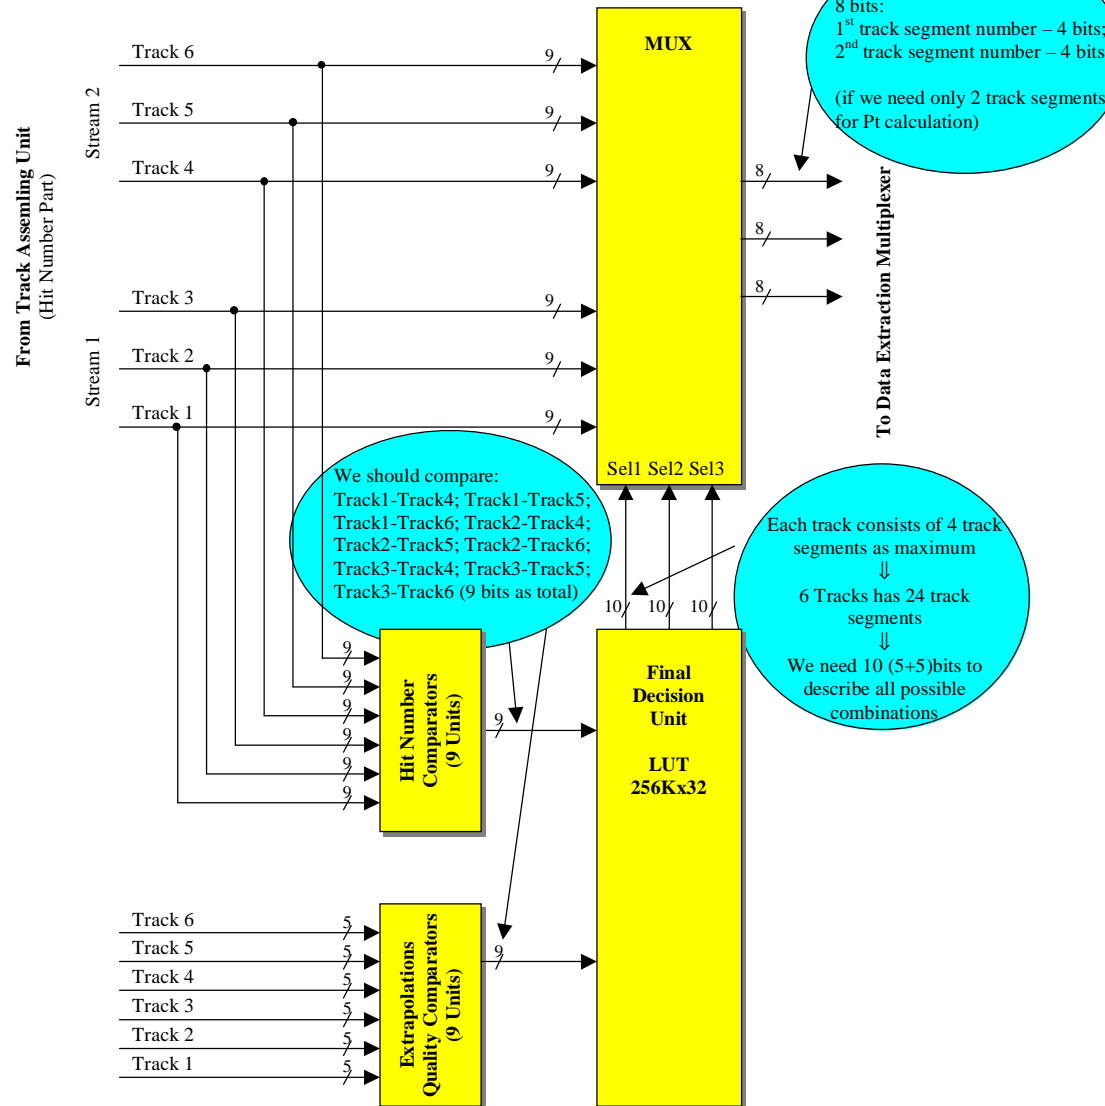 8 bits:
1st track segment number – 4 bits;
2nd track segment number – 4 bits
(if we need only 2 track segments
for Pt calculation)
MUX
From Track Assemling Unit
(Hit Number Part)
Stream 2
Track 6
9
9
Track 5
9
9
Track 4
9
9
8
8
8
To Data Extraction Multiplexer
Stream 1
Track 3
9
Track 2
9
Track 1
9
Sel1 Sel2 Sel3
We should compare:
Track1-Track4; Track1-Track5;
Track1-Track6; Track2-Track4;
Track2-Track5; Track2-Track6;
Track3-Track4; Track3-Track5;
Track3-Track6 (9 bits as total)
Each track consists of 4 track
segments as maximum
⇓
6 Tracks has 24 track
segments
⇓
We need 10 (5+5)bits to
describe all possible
combinations
10 10 10
9
9
9
9
9
9
Hit Number
Comparators
(9 Units)
9
Final
Decision
Unit
LUT
256Kx32
Track 6
5
Track 5
5
Track 4
5
Track 3
5
Track 2
5
Track 1
5
Extrapolations
Quality Comparators
(9 Units)
9